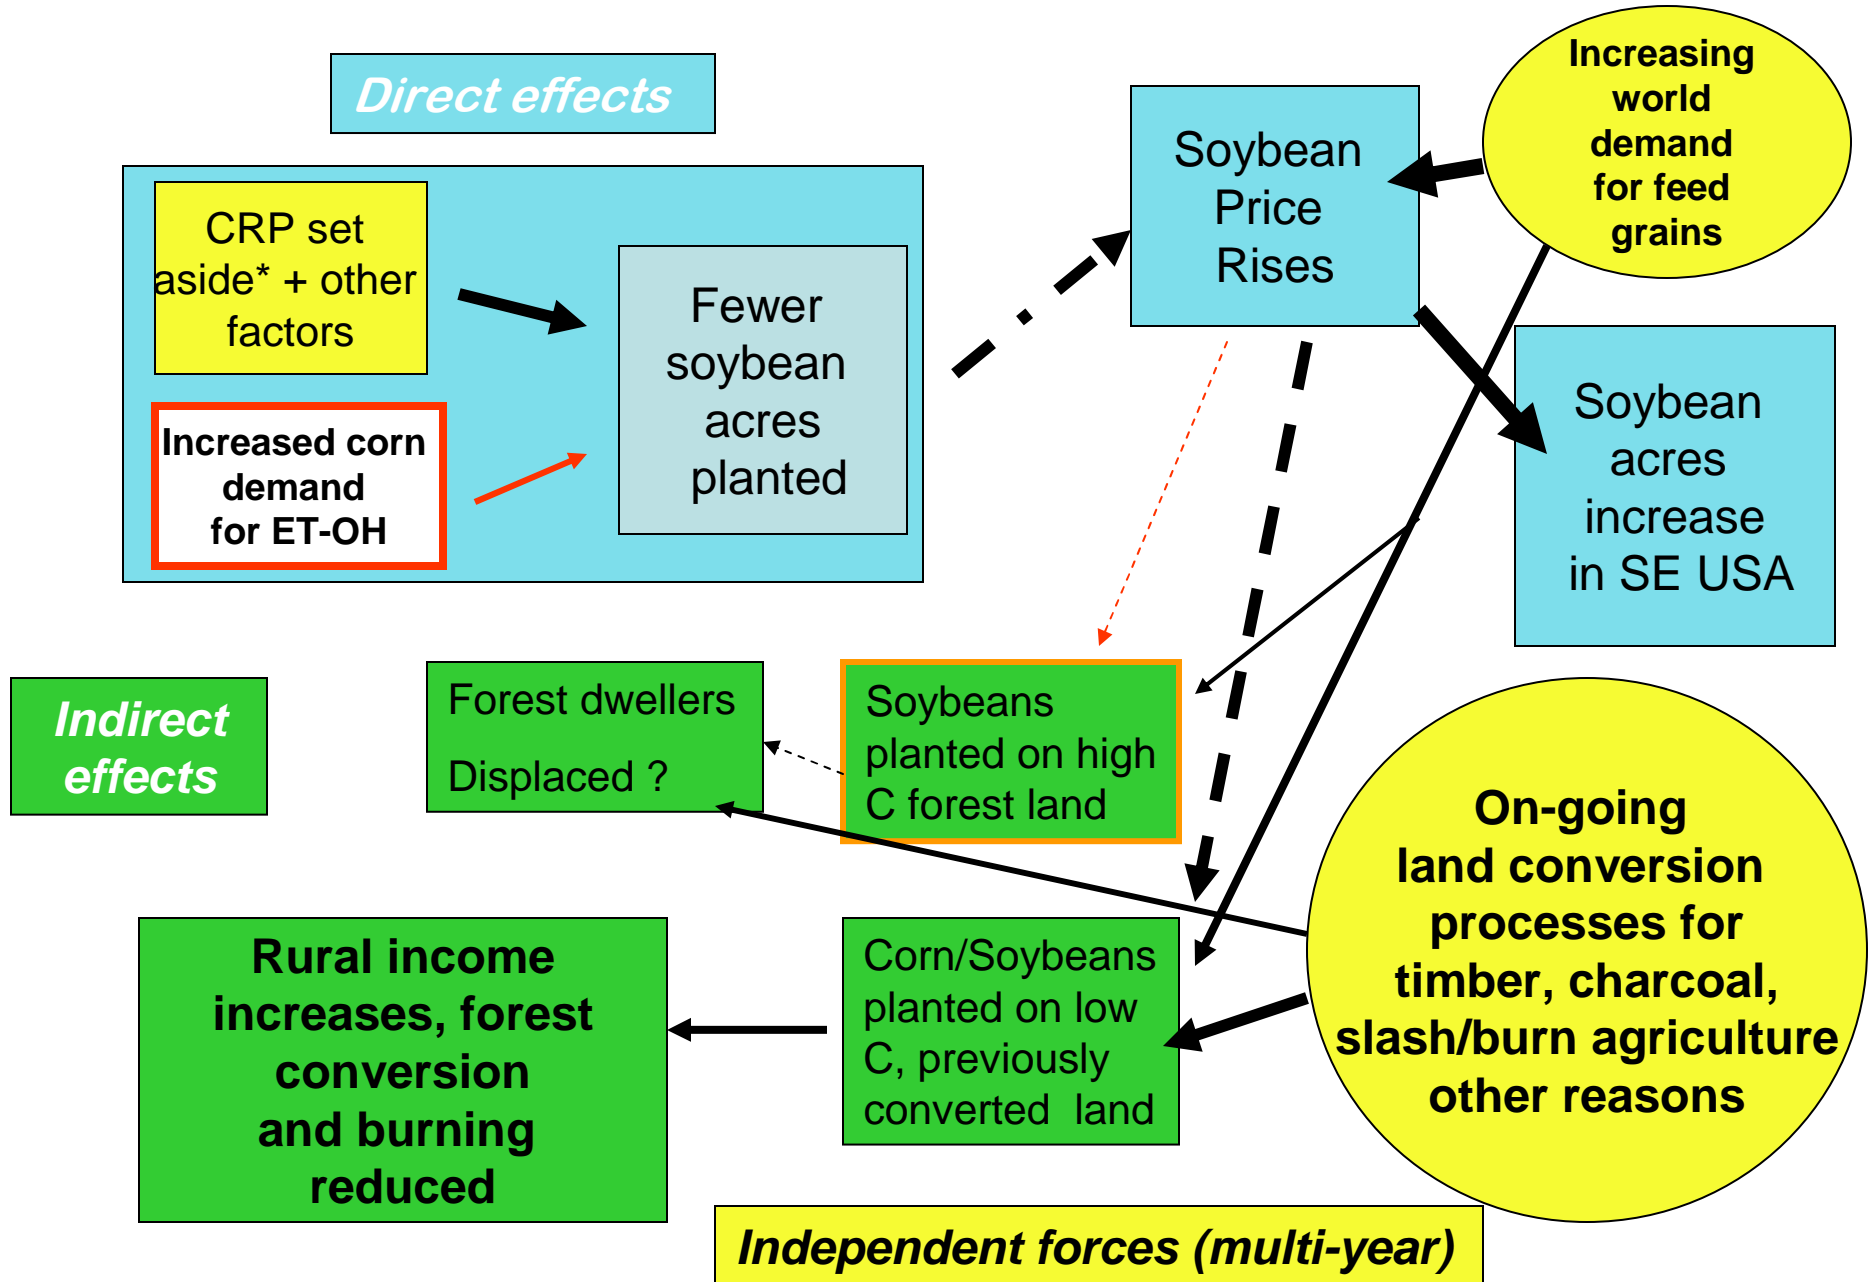 Direct effects
CRP set
aside* + other
factors
Increased corn
demand
for ET-OH
Fewer
soybean
acres
planted
Soybean
Price
Rises
Increasing
world
demand
for feed
grains
Soybean
acres
increase
in SE USA
Indirect
effects
Forest dwellers
Displaced ?
Soybeans
planted on high
C forest land
On-going
land conversion
processes for
timber, charcoal,
slash/burn agriculture
other reasons
Rural income
increases, forest
conversion
and burning
reduced
Corn/Soybeans
planted on low
C, previously
converted land
Independent forces (multi-year)